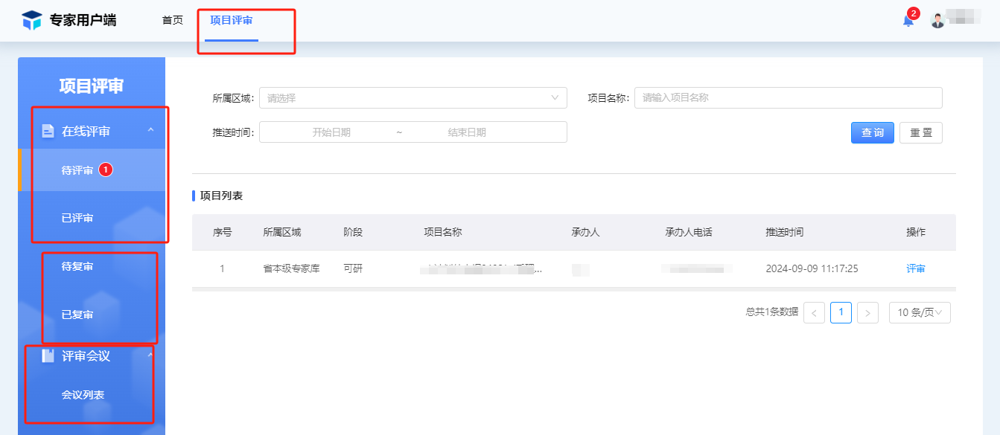 专家用户端
首页
项目评审
2
项目评审
在线评审
待评审 1
已评审
待复审
已复审
评审会议
会议列表
所属区域: 请选择
项目名称: 请输入项目名称
推送时间: 开始日期 ~ 结束日期
查 询 重 置
项目列表
序号 所属区域 阶段 项目名称 承办人 承办人电话 推送时间 操作
1 省本级专家库 可研 ... 2024-09-09 11:17:25 评审
总共1条数据 < 1 > 10 条/页